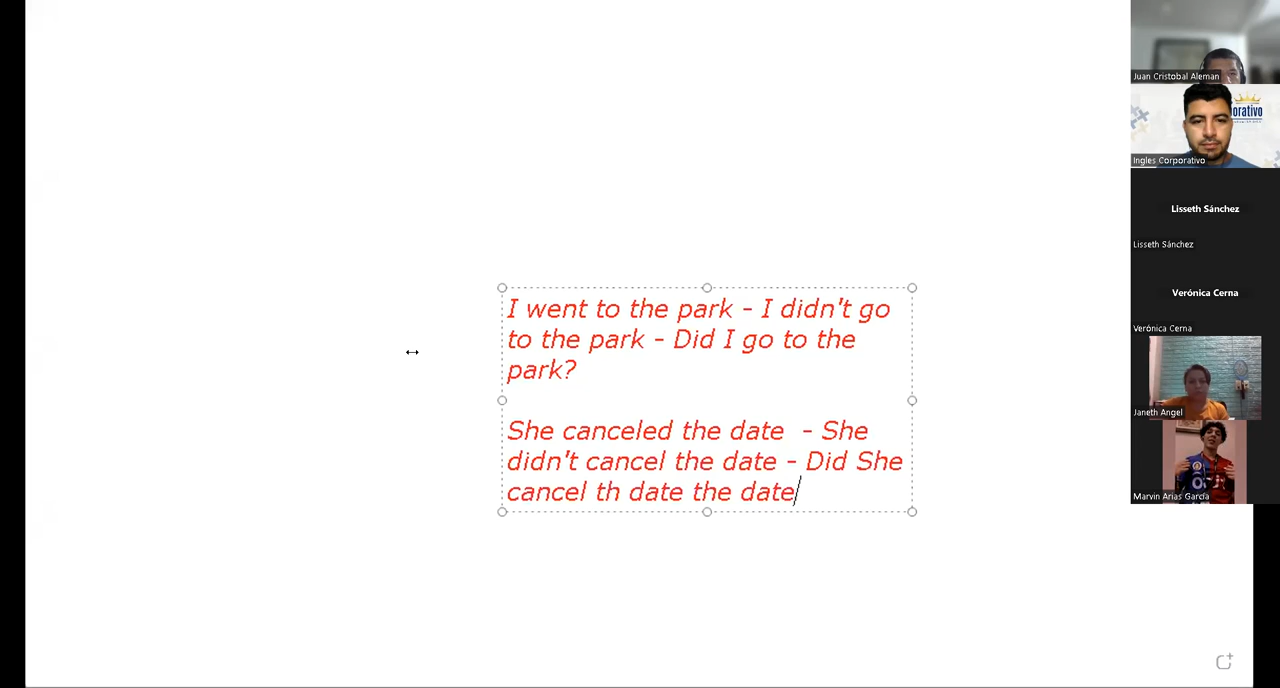 I went to the park - I didn't go
to the park - Did I go to the
park?
She canceled the date  - She
didn't cancel the date - Did She
cancel th date the date
Juan Cristobal Aleman
orativo
Ingles Corporativo
Lisseth Sánchez
Lisseth Sánchez
Verónica Cerna
Verónica Cerna
Janeth Angel
Marvin Arias García